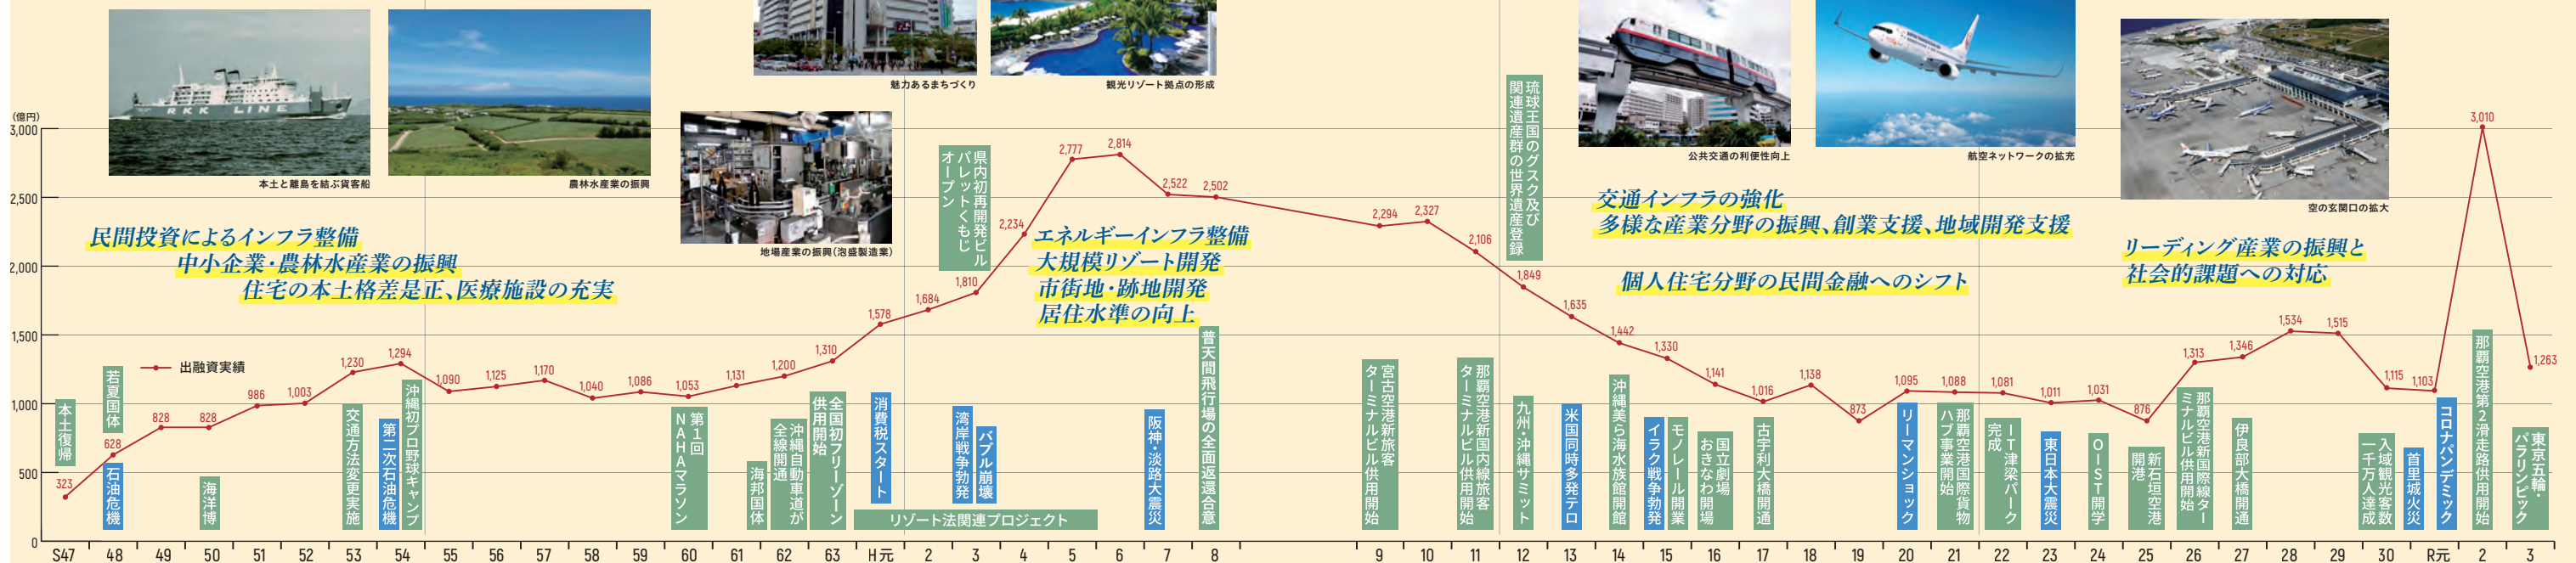 RKK LINE
本土と離島を結ぶ貨客船
農林水産業の振興
魅力あるまちづくり
観光リゾート拠点の形成
地場産業の振興(泡盛製造業)
公共交通の利便性向上
航空ネットワークの拡充
空の玄関口の拡大
民間投資によるインフラ整備
中小企業・農林水産業の振興
住宅の本土格差是正、医療施設の充実
エネルギーインフラ整備
大規模リゾート開発
市街地・跡地開発
居住水準の向上
交通インフラの強化
多様な産業分野の振興、創業支援、地域開発支援
個人住宅分野の民間金融へのシフト
リーディング産業の振興と
社会的課題への対応
(億円)
3,000
2,500
2,000
1,500
1,000
500
0
出融資実績
323
628
828
828
986
1,003
1,230
1,294
1,090
1,125
1,170
1,040
1,086
1,053
1,131
1,200
1,310
1,578
1,684
1,810
2,234
2,777
2,814
2,522
2,502
2,294
2,327
2,106
1,849
1,635
1,442
1,330
1,141
1,016
1,138
873
1,095
1,088
1,081
1,011
1,031
876
1,313
1,346
1,534
1,515
1,115
1,103
3,010
1,263
本土復帰
若夏国体
石油危機
海洋博
交通方法変更実施
第二次石油危機
沖縄初プロ野球キャンプ
第1回
NAHAマラソン
海邦国体
沖縄自動車道が
全線開通
全国初フリーゾーン
供用開始
消費税スタート
リゾート法関連プロジェクト
県内初再開発ビル
パレットくもじ
オープン
湾岸戦争勃発
バブル崩壊
阪神・淡路大震災
普天間飛行場の全面返還合意
宮古空港新旅客
ターミナルビル供用開始
那覇空港新国内線旅客
ターミナルビル供用開始
琉球王国のグスク及び
関連遺産群の世界遺産登録
九州・沖縄サミット
米国同時多発テロ
沖縄美ら海水族館開館
イラク戦争勃発
モノレール開業
国立劇場
おきなわ開場
古宇利大橋開通
リーマンショック
那覇空港国際貨物
ハブ事業開始
IT津梁パーク
完成
東日本大震災
OIST開学
新石垣空港
開港
那覇空港新国際線ター
ミナルビル供用開始
伊良部大橋開通
入域観光客数
一千万人達成
首里城火災
コロナパンデミック
那覇空港第2滑走路供用開始
東京五輪・
パラリンピック
S47 48 49 50 51 52 53 54 55 56 57 58 59 60 61 62 63 H元 2 3 4 5 6 7 8 9 10 11 12 13 14 15 16 17 18 19 20 21 22 23 24 25 26 27 28 29 30 R元 2 3